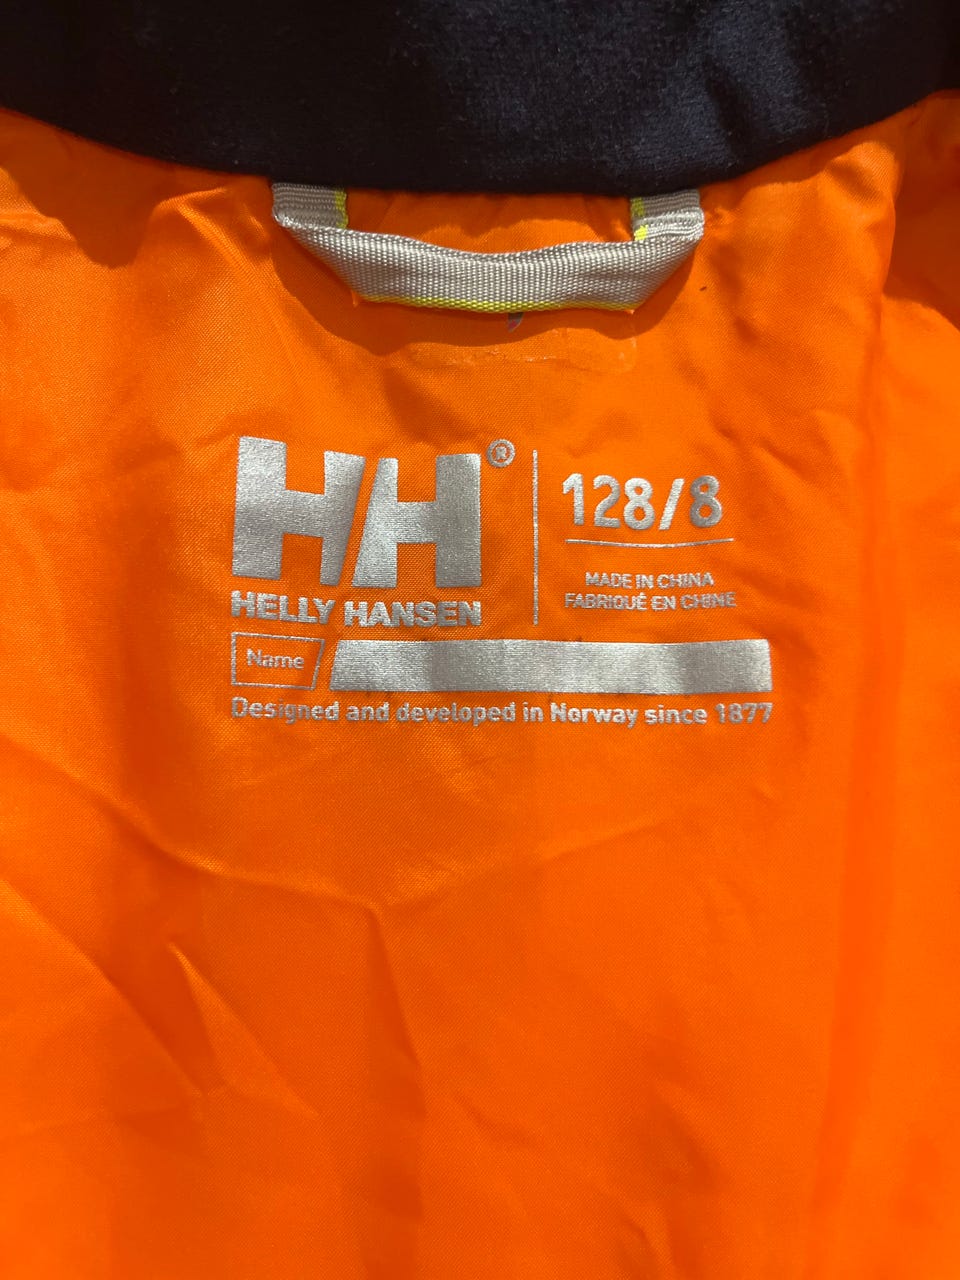 HH®
HELLY HANSEN
128/8
MADE IN CHINA
FABRIQUÉ EN CHINE
Name
Designed and developed in Norway since 1877